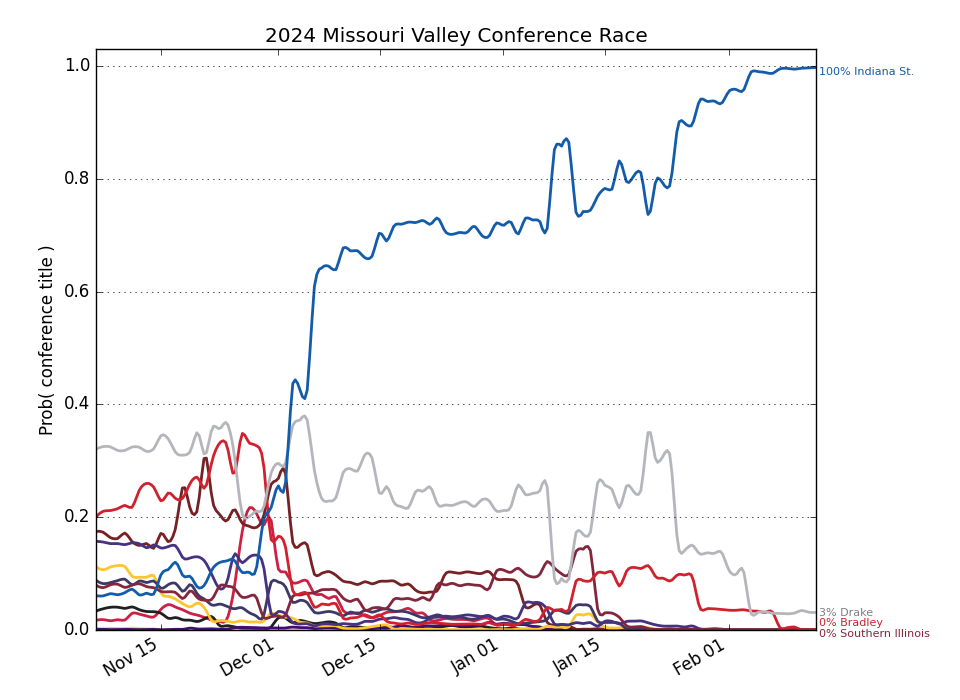 2024 Missouri Valley Conference Race
Prob( conference title )
1.0
0.8
0.6
0.4
0.2
0.0
Nov 15
Dec 01
Dec 15
Jan 01
Jan 15
Feb 01
100% Indiana St.
3% Drake
0% Bradley
0% Southern Illinois